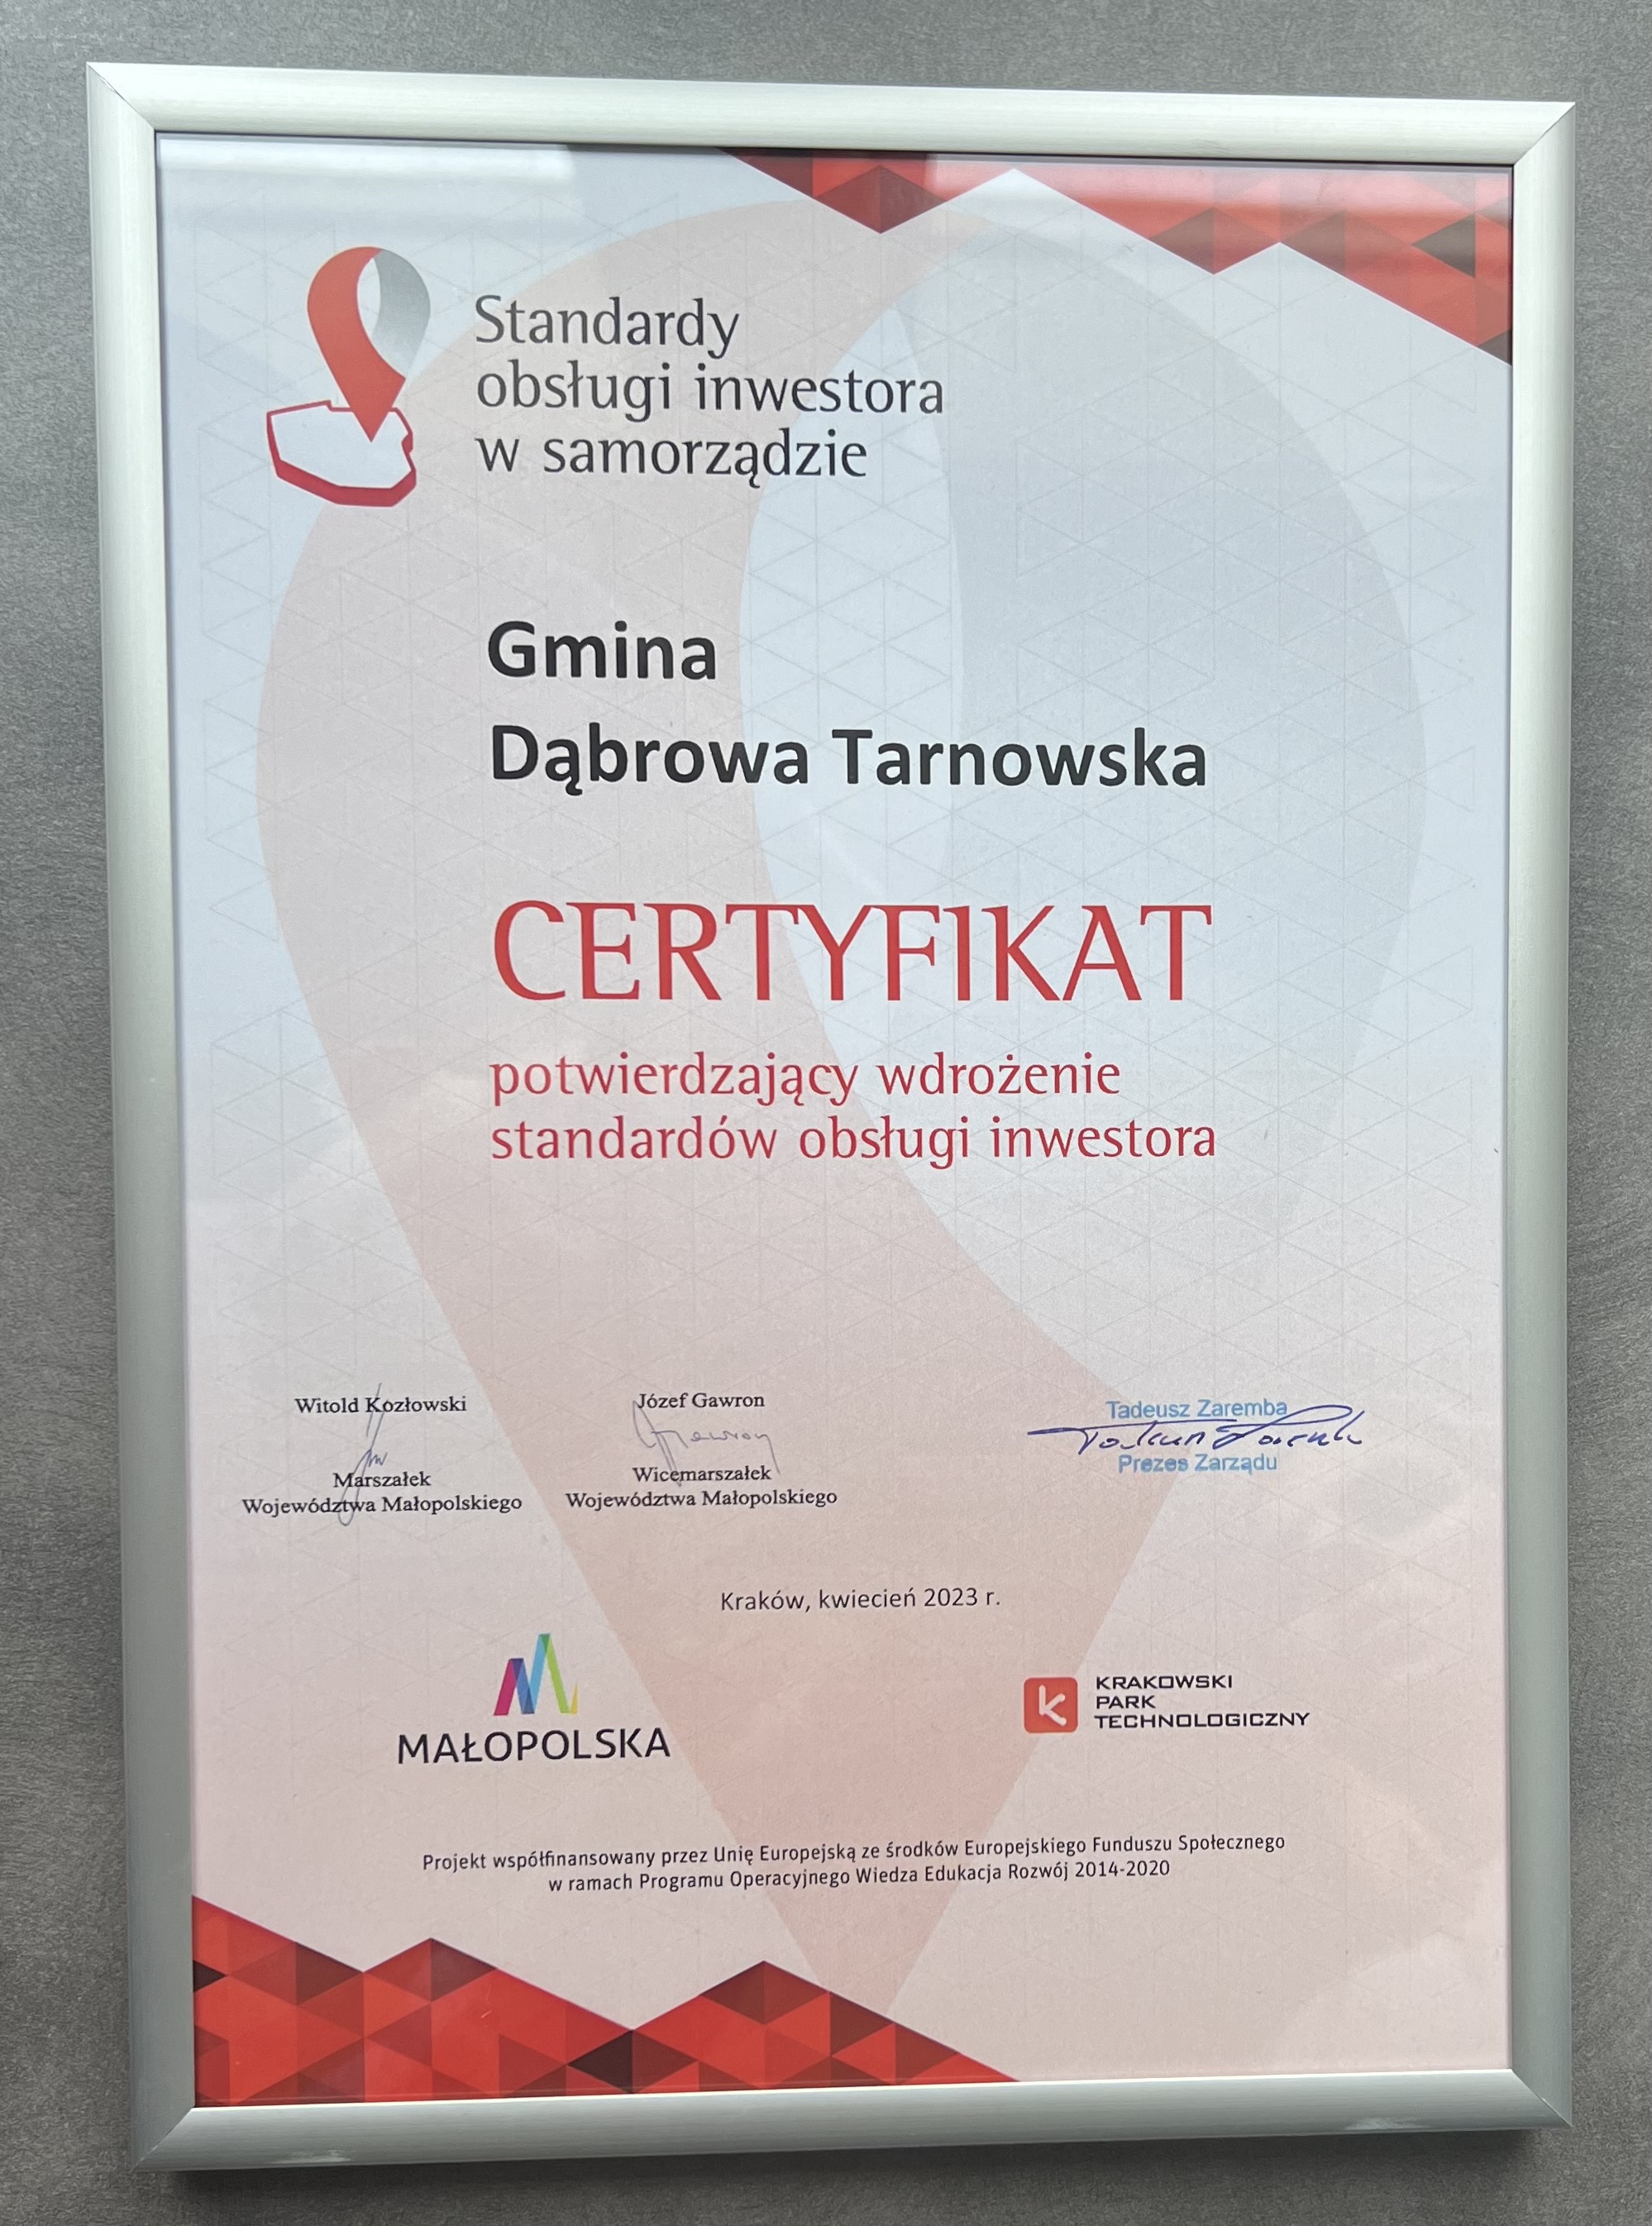 Standardy
obsługi inwestora
w samorządzie
Gmina
Dąbrowa Tarnowska
CERTYFIKAT
potwierdzający wdrożenie
standardów obsługi inwestora
Witold Kozłowski
Marszałek
Województwa Małopolskiego
Józef Gawron
Wicemarszałek
Województwa Małopolskiego
Tadeusz Zaremba
Tadeusz Zaremba
Prezes Zarządu
Kraków, kwiecień 2023 r.
MAŁOPOLSKA
KRAKOWSKI
PARK
TECHNOLOGICZNY
Projekt współfinansowany przez Unię Europejską ze środków Europejskiego Funduszu Społecznego
w ramach Programu Operacyjnego Wiedza Edukacja Rozwój 2014-2020